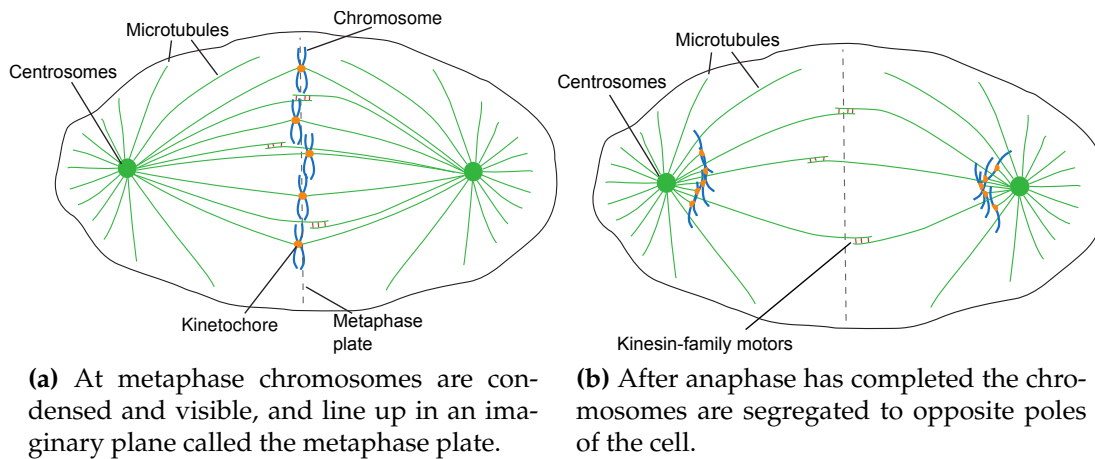 Chromosome
Microtubules
Centrosomes
Kinetochore
Metaphase
plate
(a) At metaphase chromosomes are con-
densed and visible, and line up in an ima-
ginary plane called the metaphase plate.
Microtubules
Centrosomes
Kinesin-family motors
(b) After anaphase has completed the chro-
mosomes are segregated to opposite poles
of the cell.